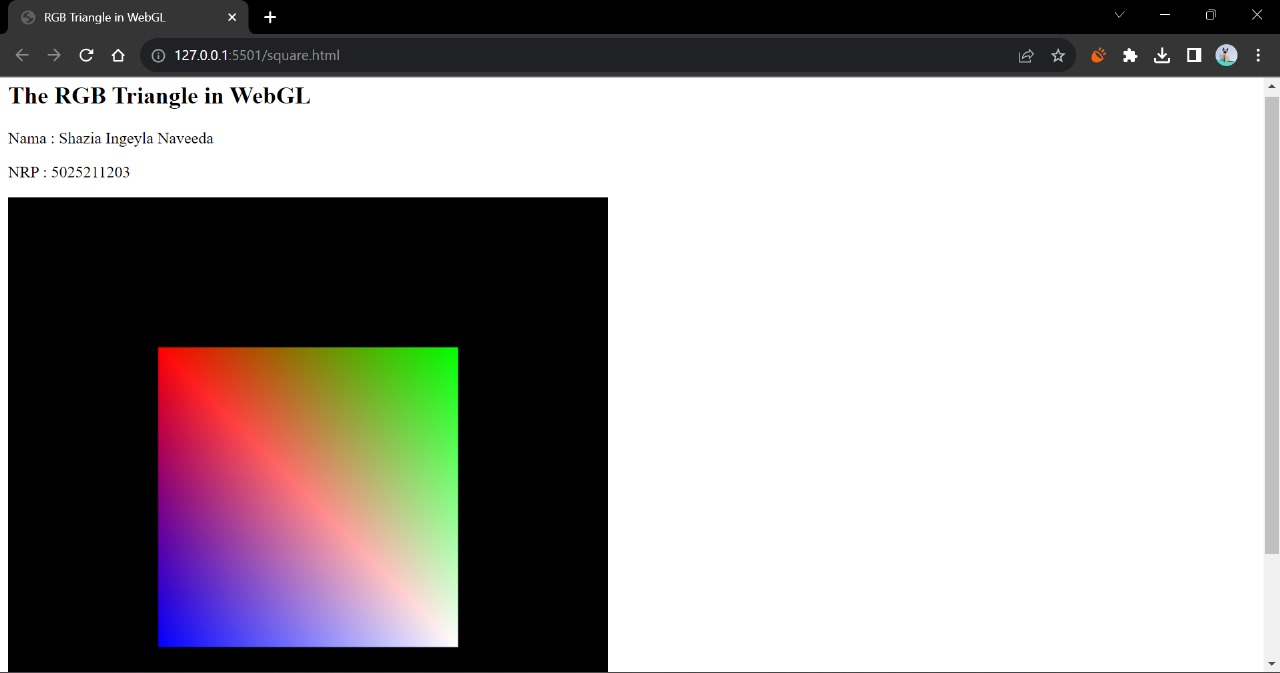 RGB Triangle in WebGL
127.0.0.1:5501/square.html
The RGB Triangle in WebGL
Nama : Shazia Ingeyla Naveeda
NRP : 5025211203